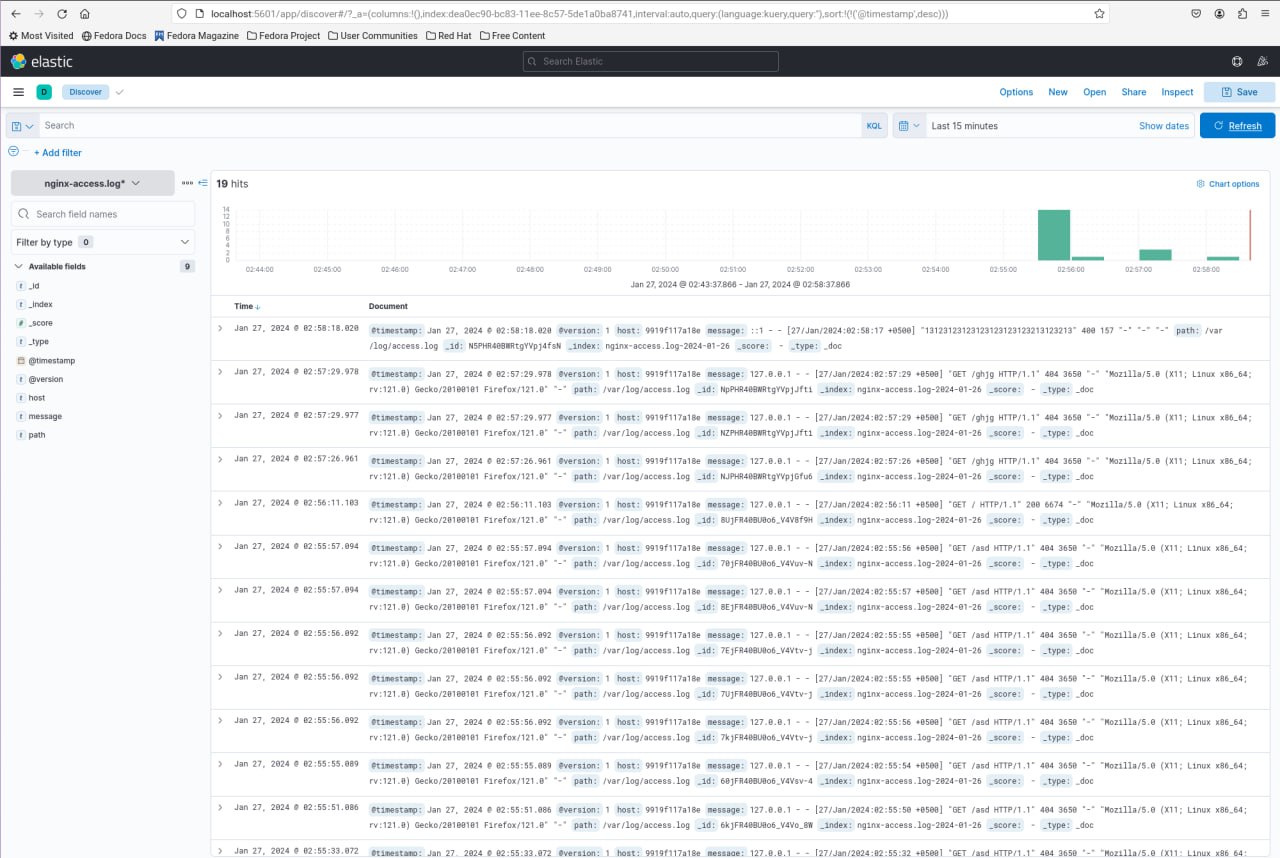 localhost:5601/app/discover#/?_a=(columns:!(),index:dea0ec90-bc83-11ee-8c57-5de1a0ba8741,interval:auto,query:(language:kuery,query:''),sort:!(!('@timestamp',desc)))
Most Visited Fedora Docs Fedora Magazine Fedora Project User Communities Red Hat Free Content
elastic Search Elastic
D Discover Options New Open Share Inspect Save
Search KQL Last 15 minutes Show dates Refresh
+ Add filter
nginx-access.log* 19 hits Chart options
Search field names
Filter by type 0
Available fields 9
t _id
t _index
# _score
t _type
@timestamp
t @version
t host
t message
t path
14
12
10
8
6
4
2
0
02:44:00 02:45:00 02:46:00 02:47:00 02:48:00 02:49:00 02:50:00 02:51:00 02:52:00 02:53:00 02:54:00 02:55:00 02:56:00 02:57:00 02:58:00
Jan 27, 2024 @ 02:43:37.866 - Jan 27, 2024 @ 02:58:37.866
Time Document
Jan 27, 2024 @ 02:58:18.020 @timestamp: Jan 27, 2024 @ 02:58:18.020 @version: 1 host: 9919f117a18e message: ::1 - - [27/Jan/2024:02:58:17 +0500] "1312312312312312312312312313213123213" 400 157 "-" "-" "-" path: /var
/log/access.log _id: N5PHR40BWRtgYVpj4fsN _index: nginx-access.log-2024-01-26 _score: - _type: _doc
Jan 27, 2024 @ 02:57:29.978 @timestamp: Jan 27, 2024 @ 02:57:29.978 @version: 1 host: 9919f117a18e message: 127.0.0.1 - - [27/Jan/2024:02:57:29 +0500] "GET /ghjg HTTP/1.1" 404 3650 "-" "Mozilla/5.0 (X11; Linux x86_64;
rv:121.0) Gecko/20100101 Firefox/121.0" "-" path: /var/log/access.log _id: NpPHR40BWRtgYVpjJfti _index: nginx-access.log-2024-01-26 _score: - _type: _doc
Jan 27, 2024 @ 02:57:29.977 @timestamp: Jan 27, 2024 @ 02:57:29.977 @version: 1 host: 9919f117a18e message: 127.0.0.1 - - [27/Jan/2024:02:57:29 +0500] "GET /ghjg HTTP/1.1" 404 3650 "-" "Mozilla/5.0 (X11; Linux x86_64;
rv:121.0) Gecko/20100101 Firefox/121.0" "-" path: /var/log/access.log _id: NZPHR40BWRtgYVpjJfti _index: nginx-access.log-2024-01-26 _score: - _type: _doc
Jan 27, 2024 @ 02:57:26.961 @timestamp: Jan 27, 2024 @ 02:57:26.961 @version: 1 host: 9919f117a18e message: 127.0.0.1 - - [27/Jan/2024:02:57:26 +0500] "GET /ghjg HTTP/1.1" 404 3650 "-" "Mozilla/5.0 (X11; Linux x86_64;
rv:121.0) Gecko/20100101 Firefox/121.0" "-" path: /var/log/access.log _id: NJPHR40BWRtgYVpjGfu6 _index: nginx-access.log-2024-01-26 _score: - _type: _doc
Jan 27, 2024 @ 02:56:11.103 @timestamp: Jan 27, 2024 @ 02:56:11.103 @version: 1 host: 9919f117a18e message: 127.0.0.1 - - [27/Jan/2024:02:56:11 +0500] "GET / HTTP/1.1" 200 6674 "-" "Mozilla/5.0 (X11; Linux x86_64;
rv:121.0) Gecko/20100101 Firefox/121.0" "-" path: /var/log/access.log _id: 8UjFR40BU0o6_V4V8f9H _index: nginx-access.log-2024-01-26 _score: - _type: _doc
Jan 27, 2024 @ 02:55:57.094 @timestamp: Jan 27, 2024 @ 02:55:57.094 @version: 1 host: 9919f117a18e message: 127.0.0.1 - - [27/Jan/2024:02:55:56 +0500] "GET /asd HTTP/1.1" 404 3650 "-" "Mozilla/5.0 (X11; Linux x86_64;
rv:121.0) Gecko/20100101 Firefox/121.0" "-" path: /var/log/access.log _id: 70jFR40BU0o6_V4Vuv-N _index: nginx-access.log-2024-01-26 _score: - _type: _doc
Jan 27, 2024 @ 02:55:57.094 @timestamp: Jan 27, 2024 @ 02:55:57.094 @version: 1 host: 9919f117a18e message: 127.0.0.1 - - [27/Jan/2024:02:55:57 +0500] "GET /asd HTTP/1.1" 404 3650 "-" "Mozilla/5.0 (X11; Linux x86_64;
rv:121.0) Gecko/20100101 Firefox/121.0" "-" path: /var/log/access.log _id: 8EjFR40BU0o6_V4Vuv-N _index: nginx-access.log-2024-01-26 _score: - _type: _doc
Jan 27, 2024 @ 02:55:56.092 @timestamp: Jan 27, 2024 @ 02:55:56.092 @version: 1 host: 9919f117a18e message: 127.0.0.1 - - [27/Jan/2024:02:55:55 +0500] "GET /asd HTTP/1.1" 404 3650 "-" "Mozilla/5.0 (X11; Linux x86_64;
rv:121.0) Gecko/20100101 Firefox/121.0" "-" path: /var/log/access.log _id: 7EjFR40BU0o6_V4Vtv-j _index: nginx-access.log-2024-01-26 _score: - _type: _doc
Jan 27, 2024 @ 02:55:56.092 @timestamp: Jan 27, 2024 @ 02:55:56.092 @version: 1 host: 9919f117a18e message: 127.0.0.1 - - [27/Jan/2024:02:55:55 +0500] "GET /asd HTTP/1.1" 404 3650 "-" "Mozilla/5.0 (X11; Linux x86_64;
rv:121.0) Gecko/20100101 Firefox/121.0" "-" path: /var/log/access.log _id: 7UjFR40BU0o6_V4Vtv-j _index: nginx-access.log-2024-01-26 _score: - _type: _doc
Jan 27, 2024 @ 02:55:56.092 @timestamp: Jan 27, 2024 @ 02:55:56.092 @version: 1 host: 9919f117a18e message: 127.0.0.1 - - [27/Jan/2024:02:55:56 +0500] "GET /asd HTTP/1.1" 404 3650 "-" "Mozilla/5.0 (X11; Linux x86_64;
rv:121.0) Gecko/20100101 Firefox/121.0" "-" path: /var/log/access.log _id: 7kjFR40BU0o6_V4Vtv-j _index: nginx-access.log-2024-01-26 _score: - _type: _doc
Jan 27, 2024 @ 02:55:55.089 @timestamp: Jan 27, 2024 @ 02:55:55.089 @version: 1 host: 9919f117a18e message: 127.0.0.1 - - [27/Jan/2024:02:55:54 +0500] "GET /asd HTTP/1.1" 404 3650 "-" "Mozilla/5.0 (X11; Linux x86_64;
rv:121.0) Gecko/20100101 Firefox/121.0" "-" path: /var/log/access.log _id: 60jFR40BU0o6_V4Vsv-4 _index: nginx-access.log-2024-01-26 _score: - _type: _doc
Jan 27, 2024 @ 02:55:51.086 @timestamp: Jan 27, 2024 @ 02:55:51.086 @version: 1 host: 9919f117a18e message: 127.0.0.1 - - [27/Jan/2024:02:55:50 +0500] "GET /asd HTTP/1.1" 404 3650 "-" "Mozilla/5.0 (X11; Linux x86_64;
rv:121.0) Gecko/20100101 Firefox/121.0" "-" path: /var/log/access.log _id: 6kjFR40BU0o6_V4Vo_8W _index: nginx-access.log-2024-01-26 _score: - _type: _doc
Jan 27, 2024 @ 02:55:33.072 @timestamp: Jan 27, 2024 @ 02:55:33.072 @version: 1 host: 9919f117a18e message: 127.0.0.1 - - [27/Jan/2024:02:55:32 +0500] "GET /asd HTTP/1.1" 404 3650 "-" "Mozilla/5.0 (X11; Linux x86_64;